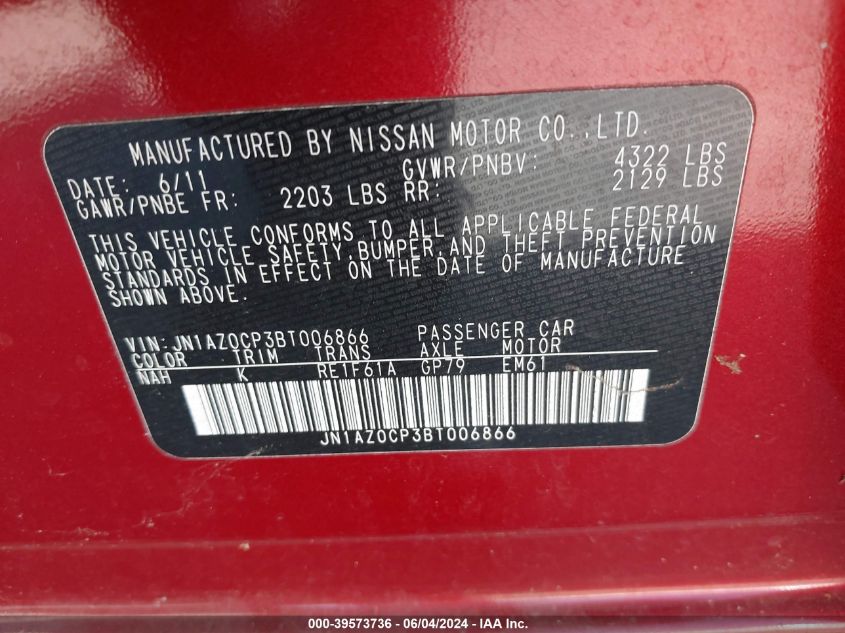 MANUFACTURED BY NISSAN MOTOR CO.,LTD.
DATE: 6/11 GVWR/PNBV: 4322 LBS
GAWR/PNBE FR: 2203 LBS RR: 2129 LBS
THIS VEHICLE CONFORMS TO ALL APPLICABLE FEDERAL
MOTOR VEHICLE SAFETY,BUMPER,AND THEFT PREVENTION
STANDARDS IN EFFECT ON THE DATE OF MANUFACTURE
SHOWN ABOVE.
VIN:JN1AZ0CP3BT006866 PASSENGER CAR
COLOR TRIM TRANS AXLE MOTOR
NAH K RE1F61A GP79 EM61
JN1AZ0CP3BT006866
000-39573736 - 06/04/2024 - IAA Inc.